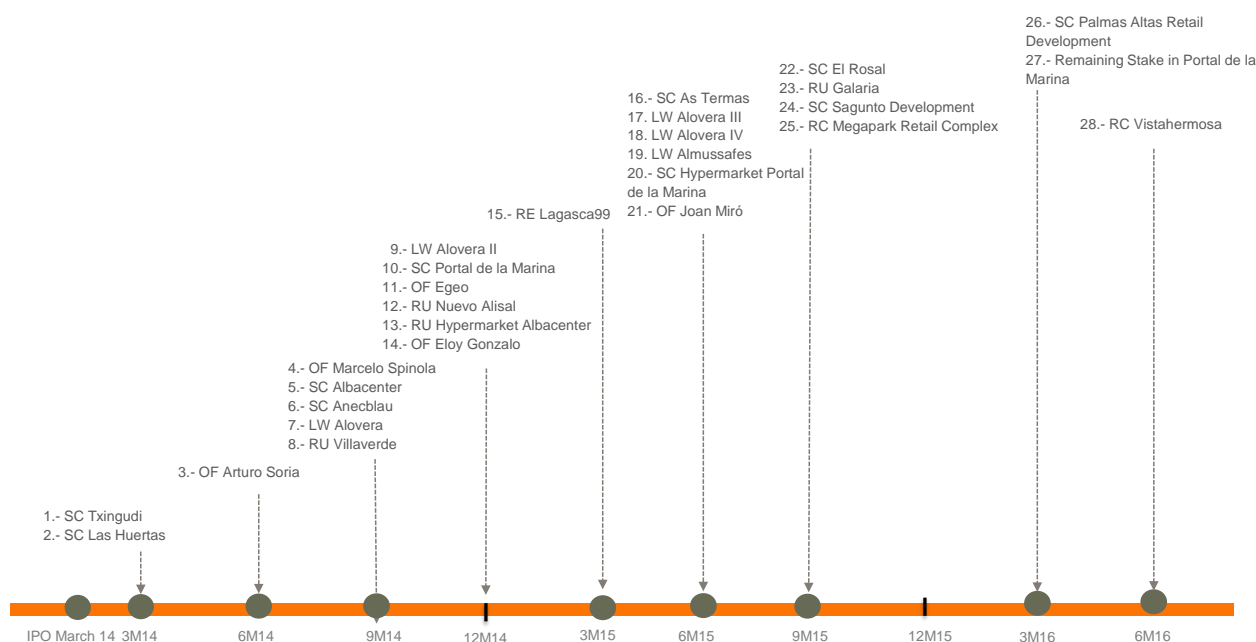 26.- SC Palmas Altas Retail
Development
27.- Remaining Stake in Portal de la
Marina
28.- RC Vistahermosa
22.- SC El Rosal
23.- RU Galaria
24.- SC Sagunto Development
25.- RC Megapark Retail Complex
16.- SC As Termas
17. LW Alovera III
18. LW Alovera IV
19. LW Almussafes
20.- SC Hypermarket Portal
de la Marina
21.- OF Joan Miró
15.- RE Lagasca99
9.- LW Alovera II
10.- SC Portal de la Marina
11.- OF Egeo
12.- RU Nuevo Alisal
13.- RU Hypermarket Albacenter
14.- OF Eloy Gonzalo
4.- OF Marcelo Spinola
5.- SC Albacenter
6.- SC Anecblau
7.- LW Alovera
8.- RU Villaverde
3.- OF Arturo Soria
1.- SC Txingudi
2.- SC Las Huertas
IPO March 14 3M14 6M14 9M14 12M14 3M15 6M15 9M15 12M15 3M16 6M16